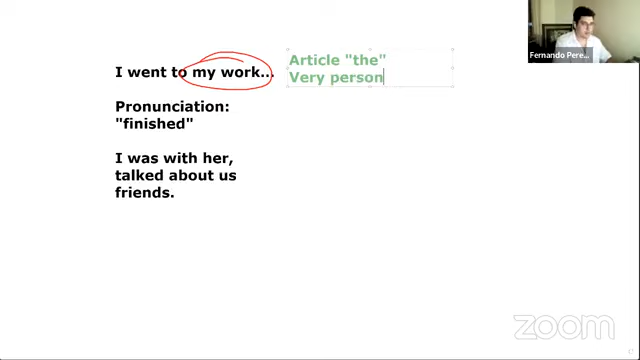 I went to my work...
Article "the"
Very person
Pronunciation:
"finished"
I was with her,
talked about us
friends.
Fernando Pere...
zoom